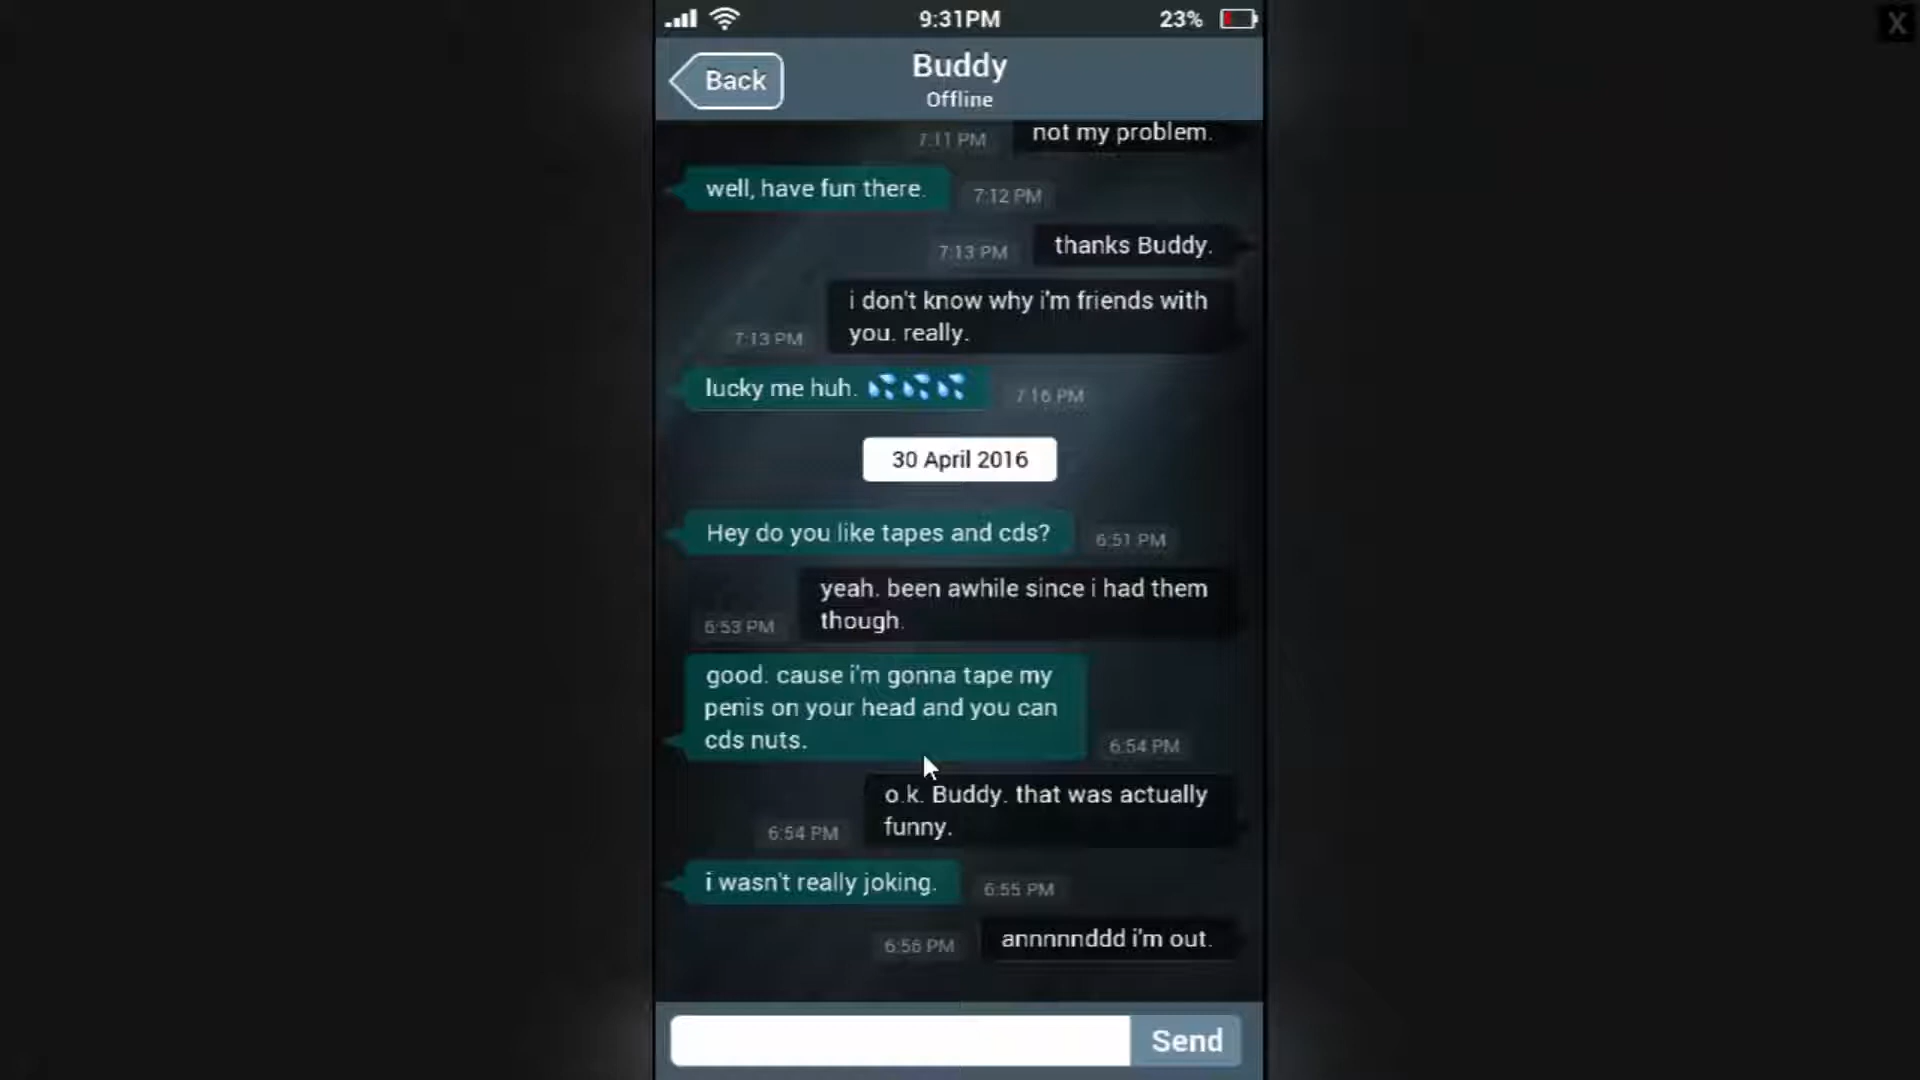 9:31PM
23%
X
Back
Buddy
Offline
not my problem.
7:11 PM
well, have fun there.
7:12 PM
thanks Buddy.
7:13 PM
i don't know why i'm friends with
you. really.
7:13 PM
lucky me huh. 💦💦💦
7:16 PM
30 April 2016
Hey do you like tapes and cds?
6:51 PM
yeah. been awhile since i had them
though.
6:53 PM
good. cause i'm gonna tape my
penis on your head and you can
cds nuts.
6:54 PM
o.k. Buddy. that was actually
funny.
6:54 PM
i wasn't really joking.
6:55 PM
annnnnddd i'm out.
6:56 PM
Send